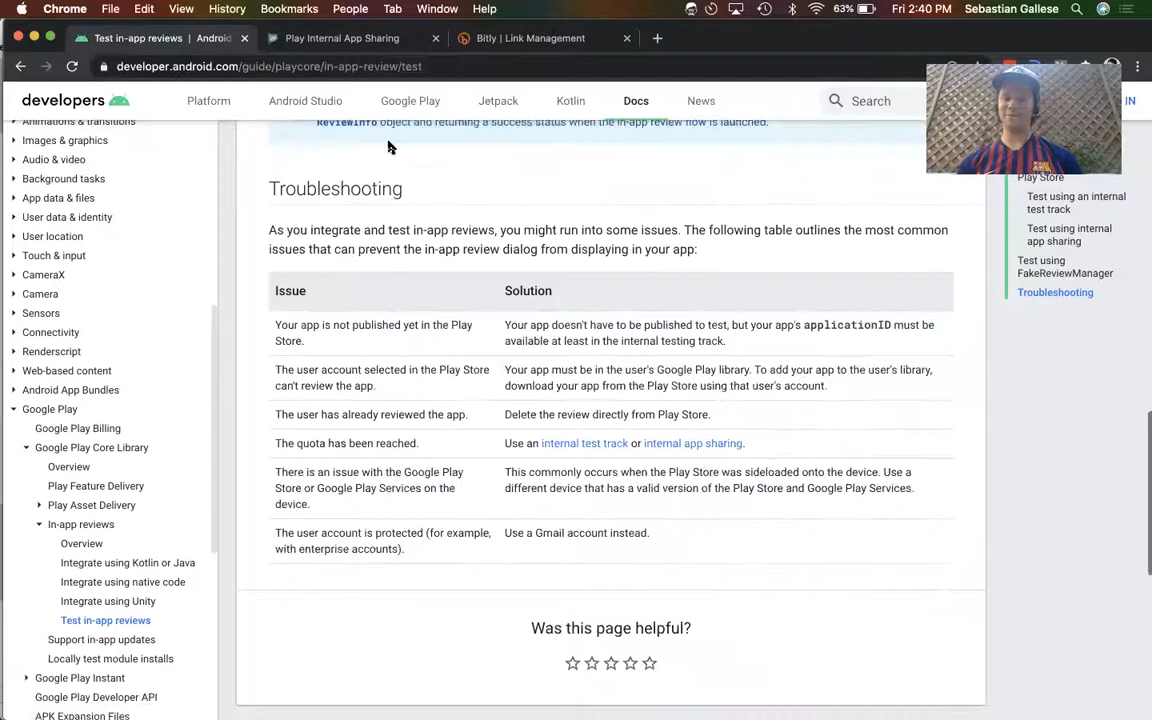 Chrome File Edit View History Bookmarks People Tab Window Help 63% Fri 2:40 PM Sebastian Gallese
Test in-app reviews | Android Play Internal App Sharing Bitly | Link Management
developer.android.com/guide/playcore/in-app-review/test
developers Platform Android Studio Google Play Jetpack Kotlin Docs News Search IN
Animations & transitions
Images & graphics
Audio & video
Background tasks
App data & files
User data & identity
User location
Touch & input
CameraX
Camera
Sensors
Connectivity
Renderscript
Web-based content
Android App Bundles
Google Play
Google Play Billing
Google Play Core Library
Overview
Play Feature Delivery
Play Asset Delivery
In-app reviews
Overview
Integrate using Kotlin or Java
Integrate using native code
Integrate using Unity
Test in-app reviews
Support in-app updates
Locally test module installs
Google Play Instant
Google Play Developer API
APK Expansion Files
ReviewInfo object and returning a success status when the in-app review flow is launched.
Troubleshooting
As you integrate and test in-app reviews, you might run into some issues. The following table outlines the most common
issues that can prevent the in-app review dialog from displaying in your app:
Issue Solution
Your app is not published yet in the Play Your app doesn't have to be published to test, but your app's applicationID must be
Store. available at least in the internal testing track.
The user account selected in the Play Store Your app must be in the user's Google Play library. To add your app to the user's library,
can't review the app. download your app from the Play Store using that user's account.
The user has already reviewed the app. Delete the review directly from Play Store.
The quota has been reached. Use an internal test track or internal app sharing.
There is an issue with the Google Play This commonly occurs when the Play Store was sideloaded onto the device. Use a
Store or Google Play Services on the different device that has a valid version of the Play Store and Google Play Services.
device.
The user account is protected (for example, Use a Gmail account instead.
with enterprise accounts).
Was this page helpful?
Play Store
Test using an internal
test track
Test using internal
app sharing
Test using
FakeReviewManager
Troubleshooting